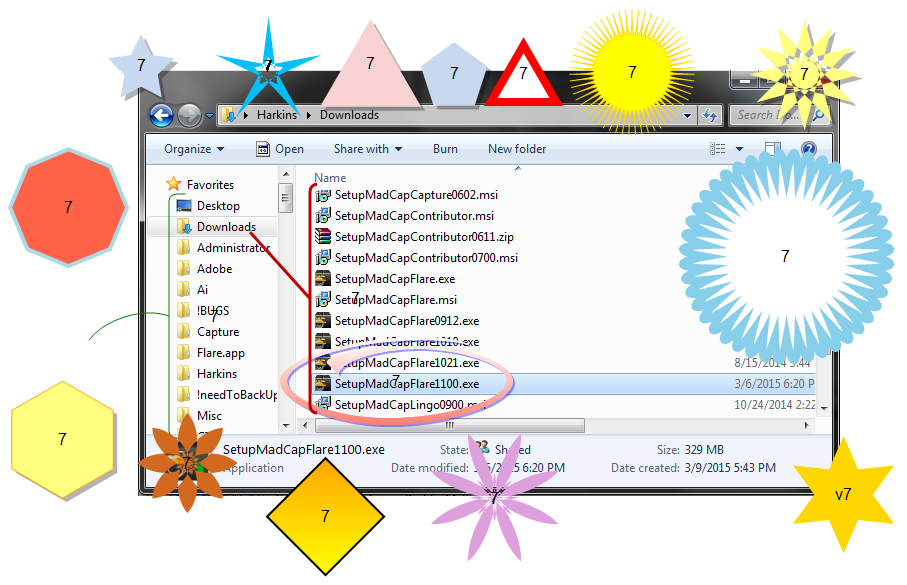 7 7 7 7 7 7 7
Harkins Downloads Search Do...
Organize Open Share with Burn New folder
Favorites
Desktop
Downloads
Administrator
Adobe
Ai
!BUGS
Capture
Flare.app
Harkins
!needToBackUp
Misc
Name
SetupMadCapCapture0602.msi
SetupMadCapContributor.msi
SetupMadCapContributor0611.zip
SetupMadCapContributor0700.msi
SetupMadCapFlare.exe
SetupMadCapFlare.msi
SetupMadCapFlare0912.exe
SetupMadCapFlare1010.exe
SetupMadCapFlare1021.exe 8/15/2014 5:44
SetupMadCapFlare1100.exe 3/6/2015 6:20 P
SetupMadCapLingo0900.msi 10/24/2014 2:22
7
7
7
7
7
7
SetupMadCapFlare1100.exe State: Shared Size: 329 MB
Application Date modified: 3/6/2015 6:20 PM Date created: 3/9/2015 5:43 PM
7
7
7
v7